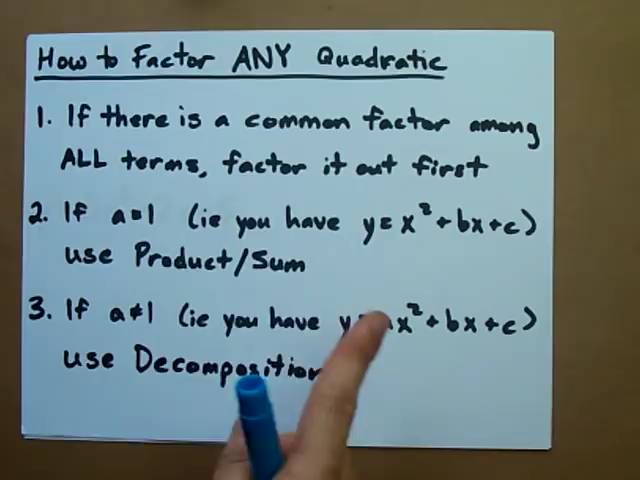 How to Factor ANY Quadratic
1. If there is a common factor among
ALL terms, factor it out first
2. If a=1 (ie you have y=x²+bx+c)
use Product/Sum
3. If a≠1 (ie you have x²+bx+c)
use Decomposition